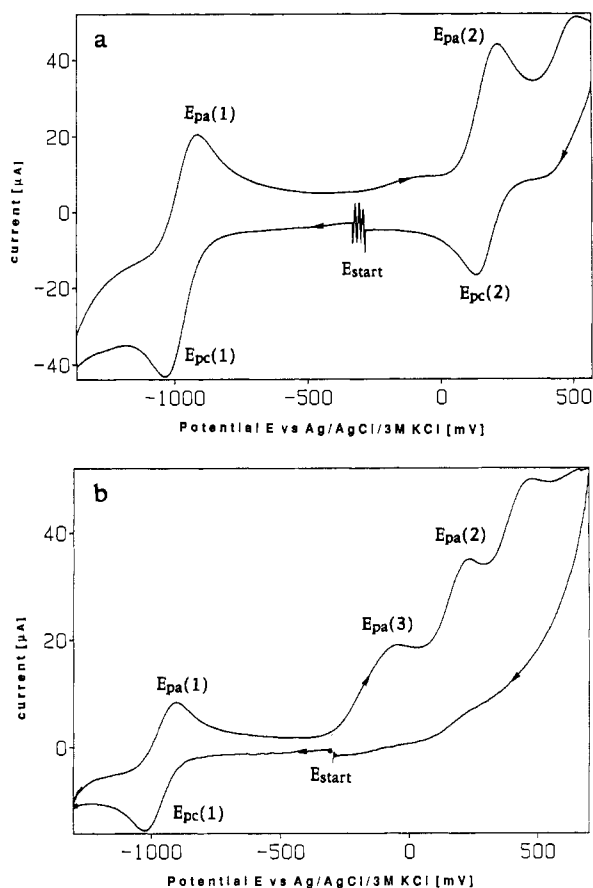 a
Epa(2)
40
Epa(1)
20
current [µA]
0
Estart
-20
Epc(2)
Epc(1)
-40
-1000
-500
0
500
Potential E vs Ag/AgCl/3M KCl [mV]
b
Epa(2)
40
Epa(3)
20
Epa(1)
current [µA]
0
Estart
Epc(1)
-1000
-500
0
500
Potential E vs Ag/AgCl/3M KCl [mV]